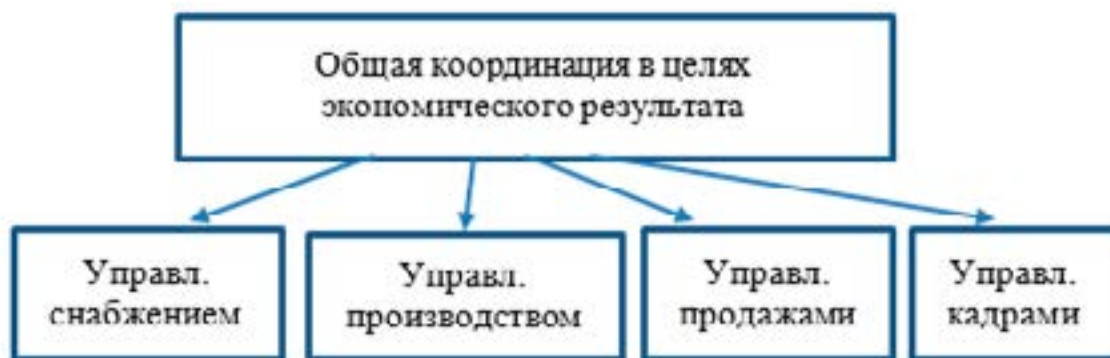 Общая координация в целях
экономического результата
Управл.
снабжением
Управл.
производством
Управл.
продажами
Управл.
кадрами